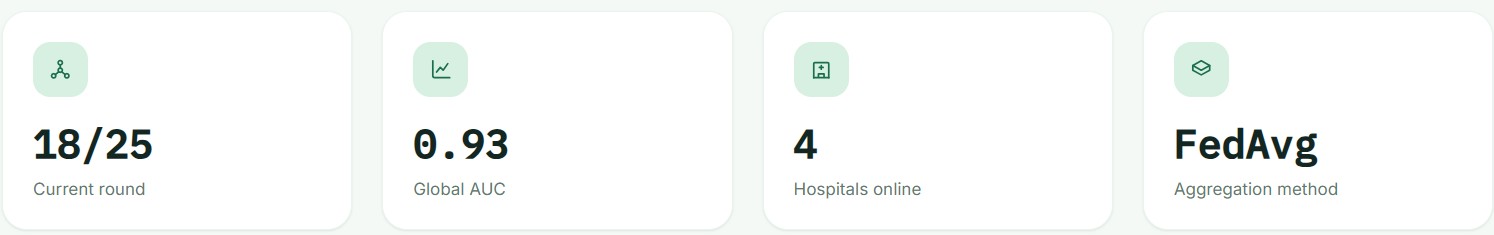 18/25
Current round
0.93
Global AUC
4
Hospitals online
FedAvg
Aggregation method